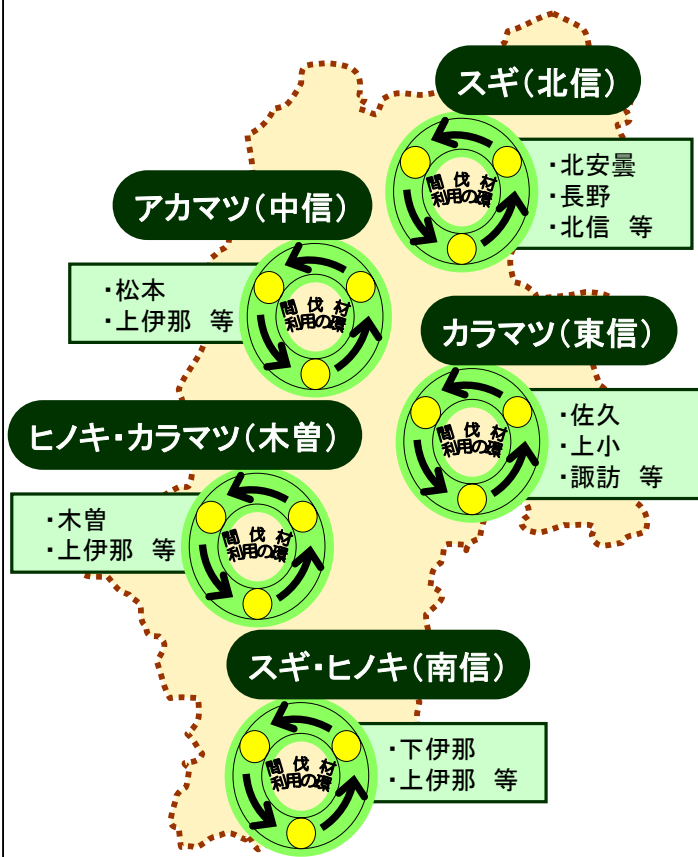 スギ(北信)
間伐材
利用の環
・北安曇
・長野
・北信 等
アカマツ(中信)
間伐材
利用の環
・松本
・上伊那 等
カラマツ(東信)
間伐材
利用の環
・佐久
・上小
・諏訪 等
ヒノキ・カラマツ(木曽)
間伐材
利用の環
・木曽
・上伊那 等
スギ・ヒノキ(南信)
間伐材
利用の環
・下伊那
・上伊那 等